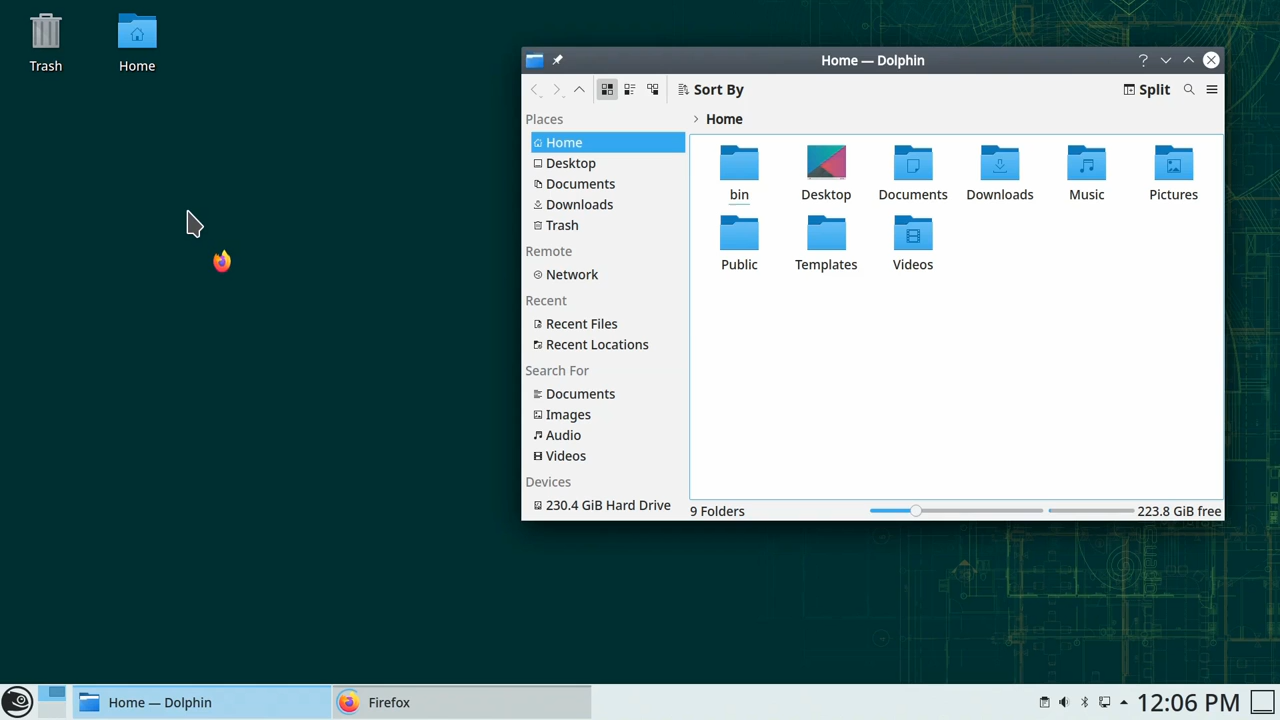 Trash
Home
Home — Dolphin
Sort By
Split
Places
> Home
Home
Desktop
Documents
Downloads
Trash
Remote
Network
Recent
Recent Files
Recent Locations
Search For
Documents
Images
Audio
Videos
Devices
230.4 GiB Hard Drive
bin
Desktop
Documents
Downloads
Music
Pictures
Public
Templates
Videos
9 Folders
223.8 GiB free
Home — Dolphin
Firefox
12:06 PM